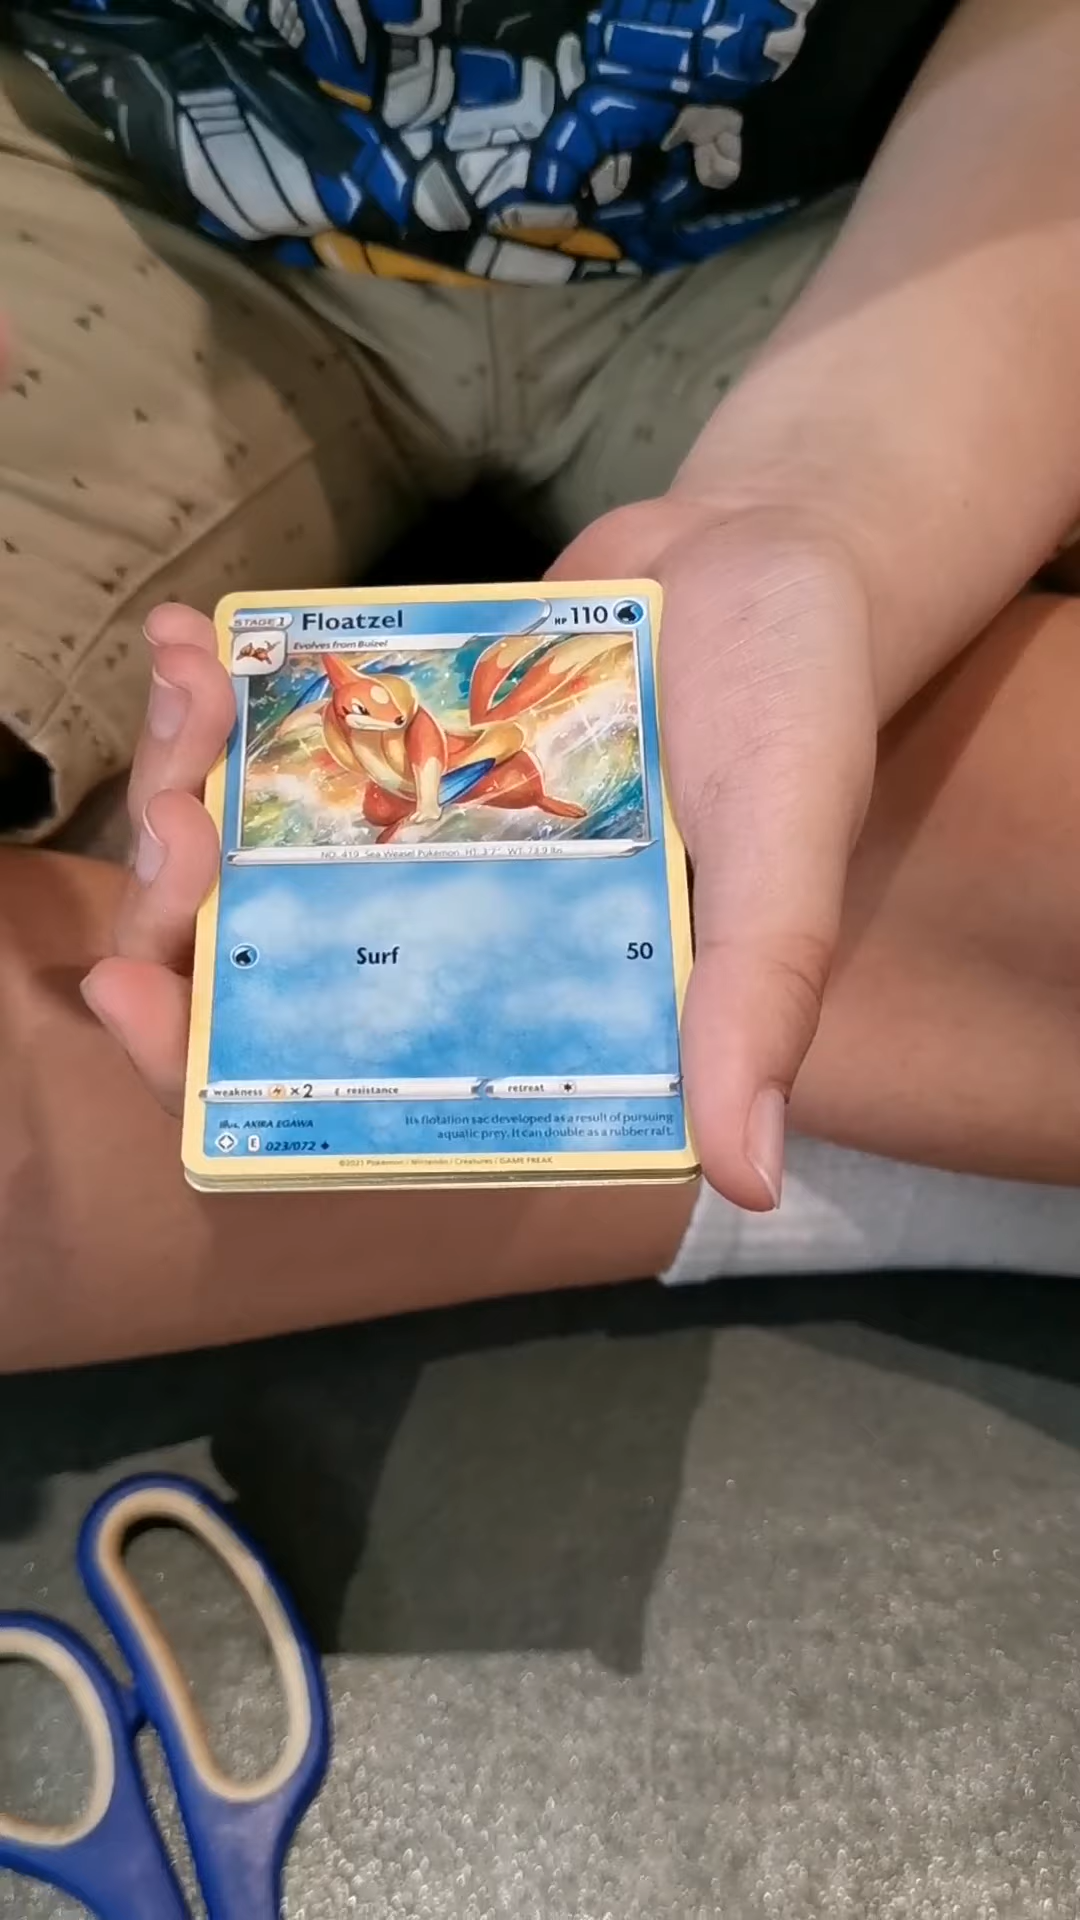 STAGE 1 Floatzel HP 110
Evolves from Buizel
NO. 419 Sea Weasel Pokémon HT: 3'7" WT: 73.9 lbs.
Surf 50
weakness ×2 resistance retreat
Illus. AKIRA EGAWA
Its flotation sac developed as a result of pursuing
aquatic prey. It can double as a rubber raft.
E 023/072
©2021 Pokémon / Nintendo / Creatures / GAME FREAK